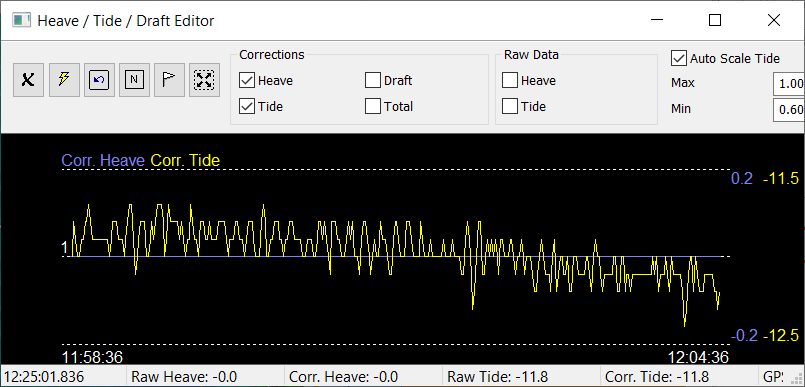 Heave / Tide / Draft Editor
Corrections
Raw Data
Auto Scale Tide
N
Heave
Draft
Heave
Max
1.00
Tide
Total
Tide
Min
0.60
Corr. Heave Corr. Tide
0.2 -11.5
1
-0.2 -12.5
11:58:36
12:04:36
12:25:01.836
Raw Heave: -0.0
Corr. Heave: -0.0
Raw Tide: -11.8
Corr. Tide: -11.8
GPS